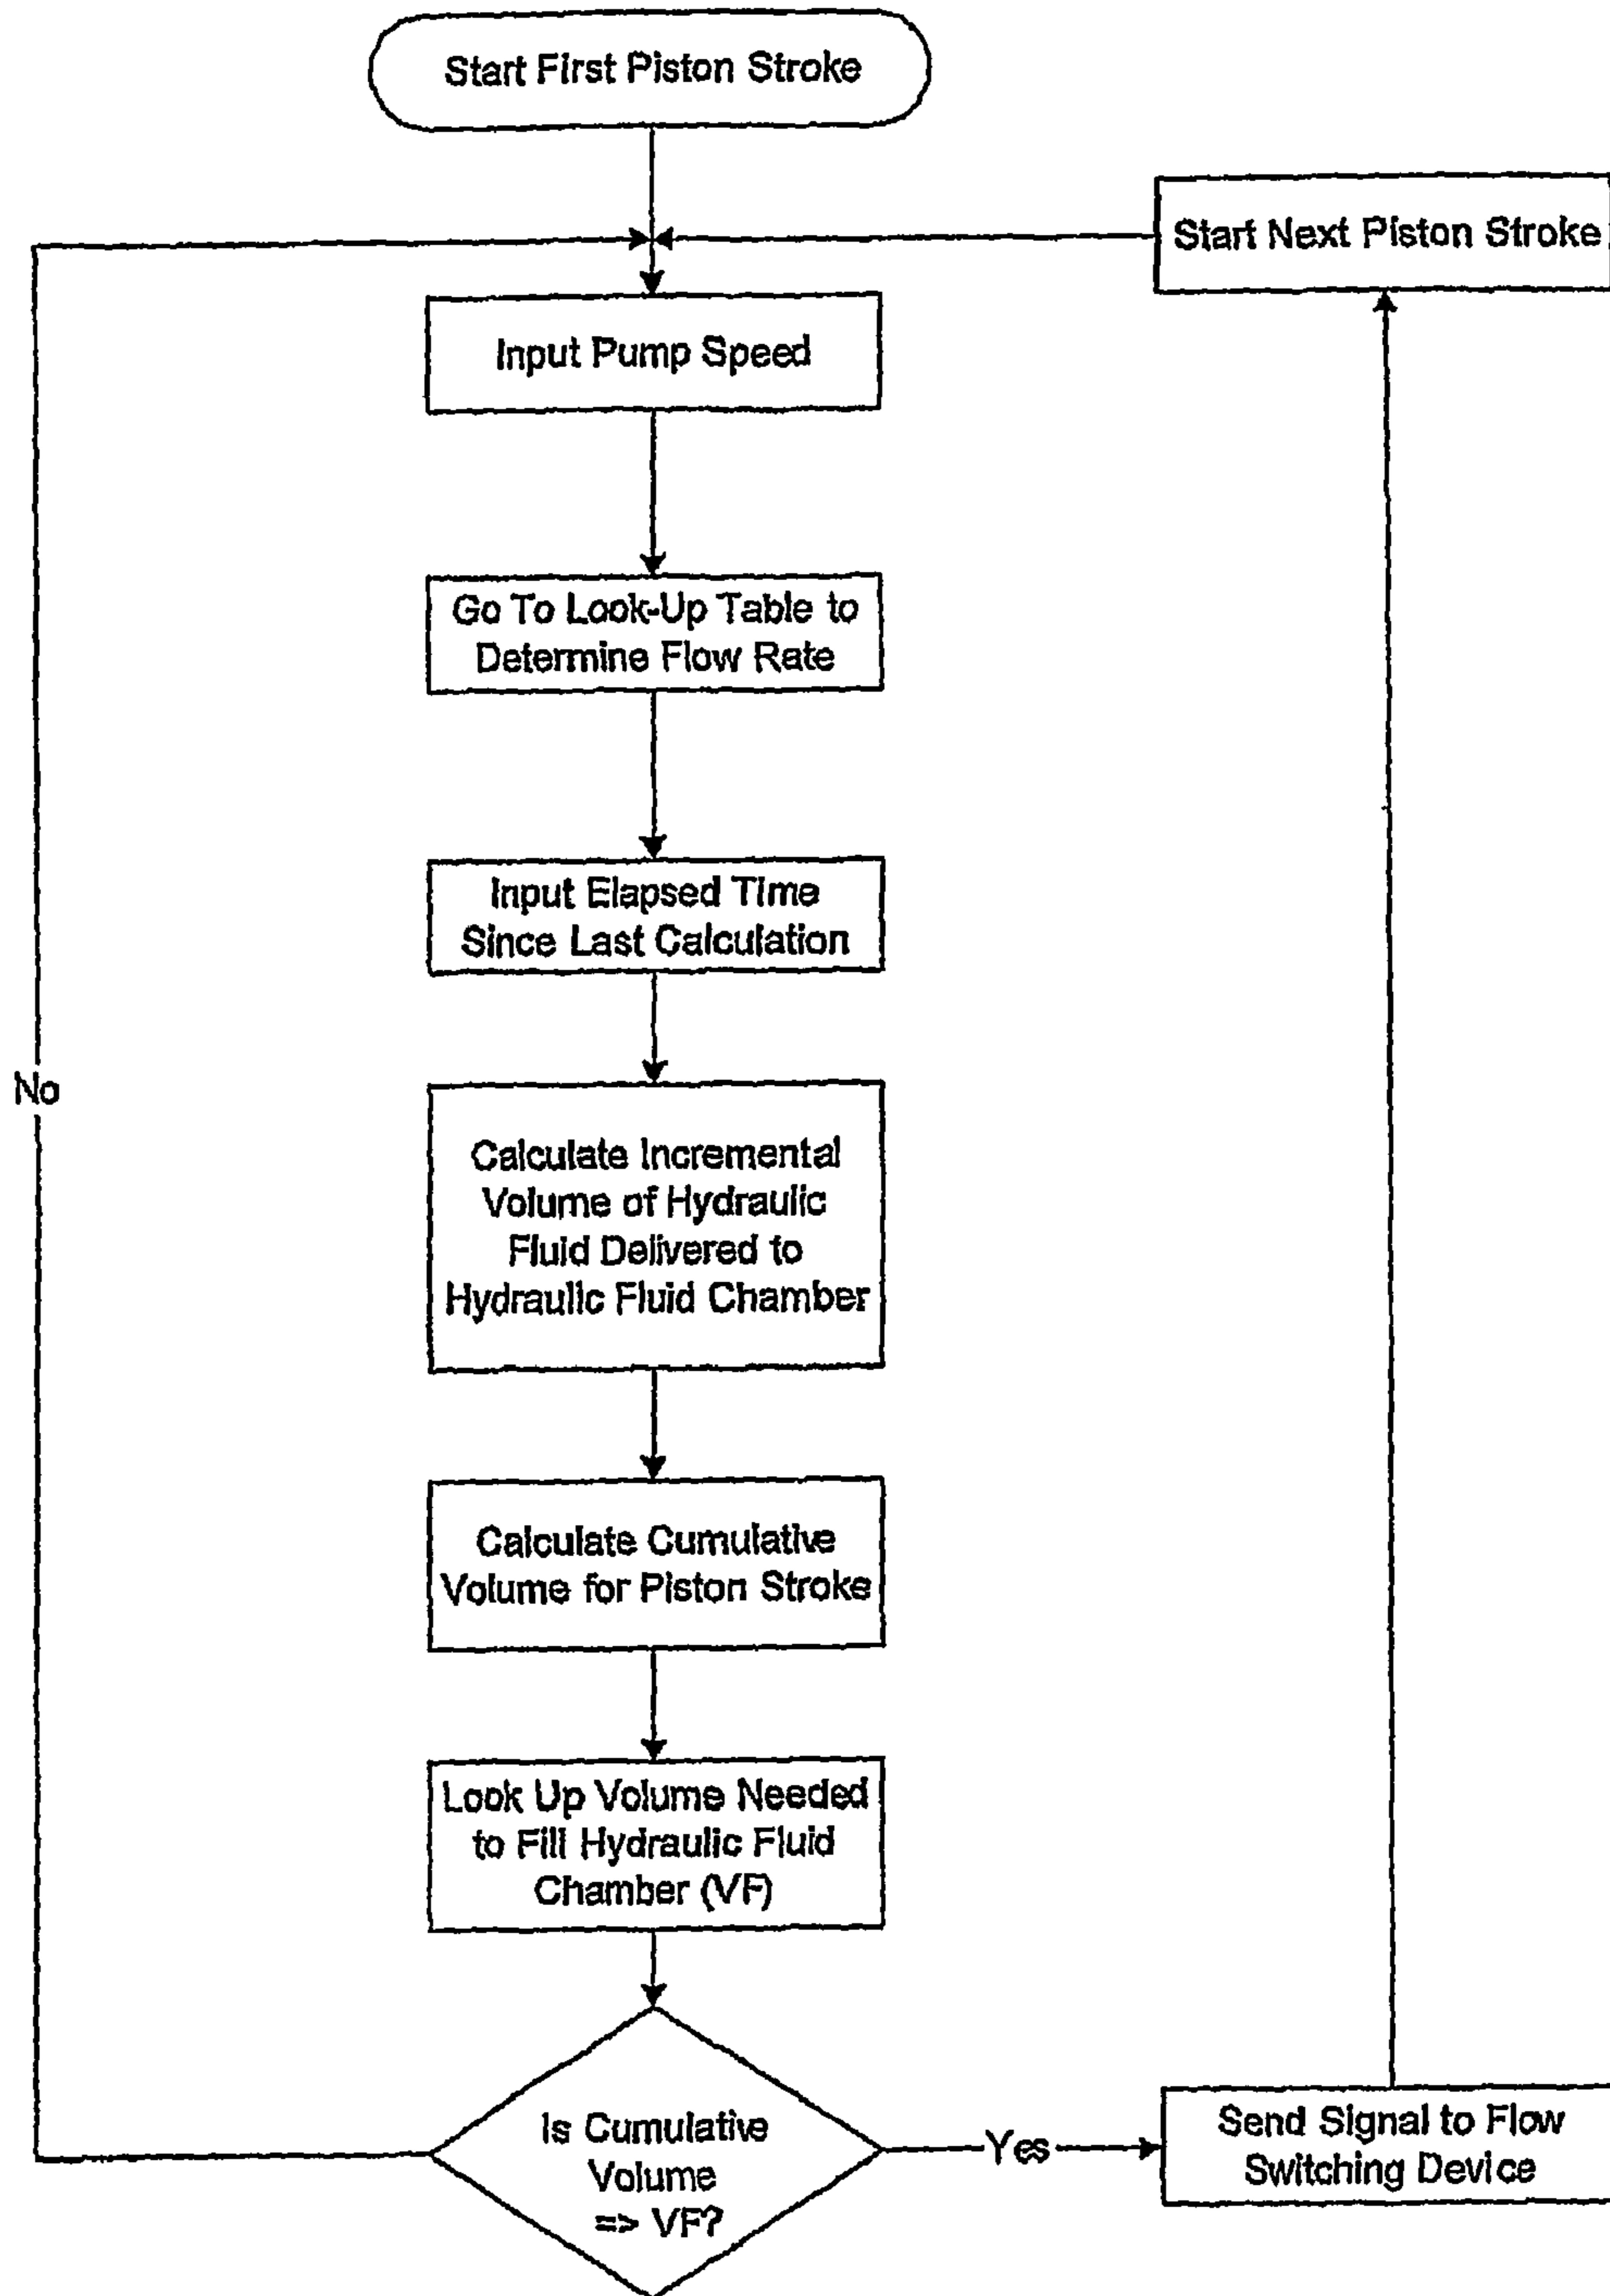 Start First Piston Stroke
Start Next Piston Stroke
Input Pump Speed
Go To Look-Up Table to
Determine Flow Rate
Input Elapsed Time
Since Last Calculation
No
Calculate Incremental
Volume of Hydraulic
Fluid Delivered to
Hydraulic Fluid Chamber
Calculate Cumulative
Volume for Piston Stroke
Look Up Volume Needed
to Fill Hydraulic Fluid
Chamber (VF)
Is Cumulative
Volume
=> VF?
Yes
Send Signal to Flow
Switching Device